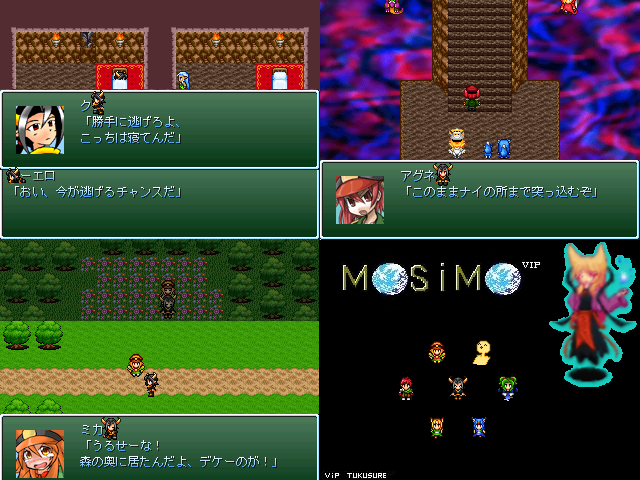 ク
「勝手に逃げろよ、
こっちは寝てんだ」
ーエロ
「おい、今が逃げるチャンスだ」
アグネ
「このままナイの所まで突っ込むぞ」
ミカ
「うるせーな！
森の奥に居たんだよ、デケーのが！」
MOSiMO VIP
ViP TUKUSURE